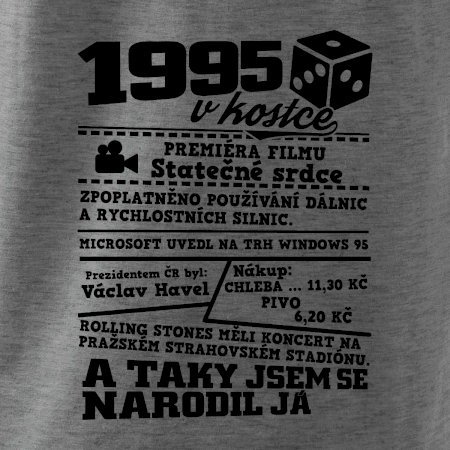 1995
v kostce
PREMIÉRA FILMU
Statečné srdce
ZPOPLATNĚNO POUŽÍVÁNÍ DÁLNIC
A RYCHLOSTNÍCH SILNIC.
MICROSOFT UVEDL NA TRH WINDOWS 95
Prezidentem ČR byl:
Václav Havel
Nákup:
CHLEBA ... 11,30 KČ
PIVO
6,20 KČ
ROLLING STONES MĚLI KONCERT NA
PRAŽSKÉM STRAHOVSKÉM STADIÓNU.
A TAKY JSEM SE
NARODIL JÁ